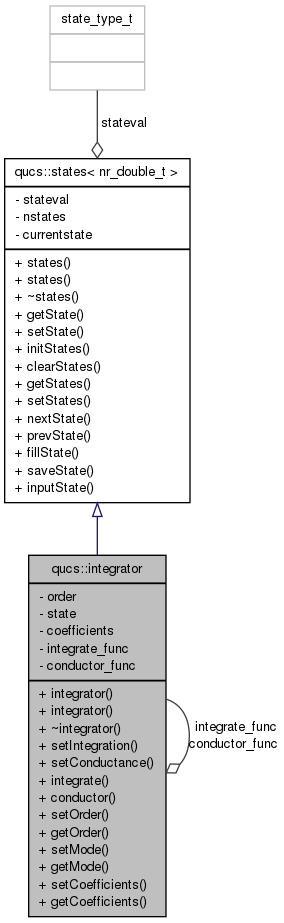 state_type_t
stateval
qucs::states< nr_double_t >
- stateval
- nstates
- currentstate
+ states()
+ states()
+ ~states()
+ getState()
+ setState()
+ initStates()
+ clearStates()
+ getStates()
+ setStates()
+ nextState()
+ prevState()
+ fillState()
+ saveState()
+ inputState()
qucs::integrator
- order
- state
- coefficients
- integrate_func
- conductor_func
+ integrator()
+ integrator()
+ ~integrator()
+ setIntegration()
+ setConductance()
+ integrate()
+ conductor()
+ setOrder()
+ getOrder()
+ setMode()
+ getMode()
+ setCoefficients()
+ getCoefficients()
integrate_func
conductor_func